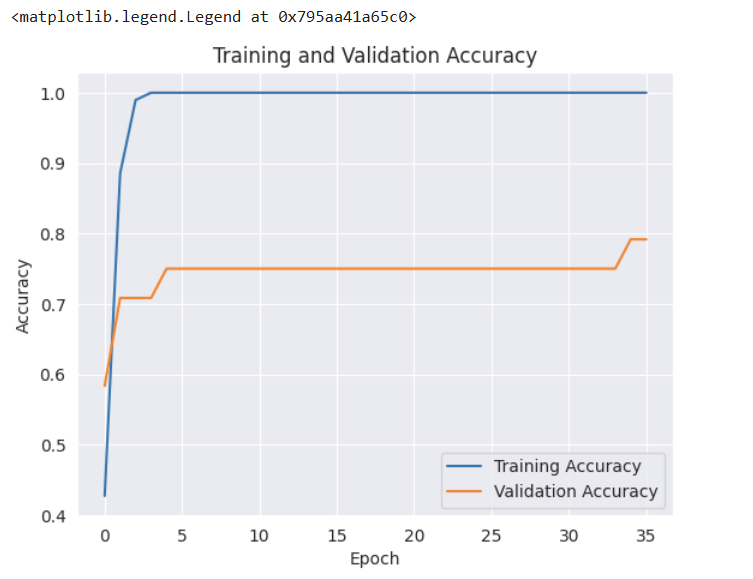 <matplotlib.legend.Legend at 0x795aa41a65c0>
Training and Validation Accuracy
1.0
0.9
0.8
0.7
0.6
0.5
0.4
Accuracy
Training Accuracy
Validation Accuracy
0 5 10 15 20 25 30 35
Epoch